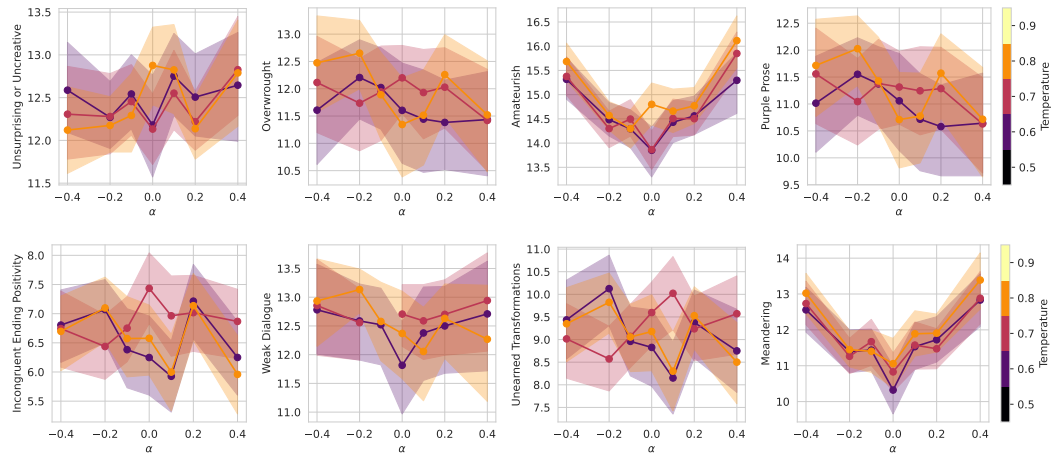 Unsurprising or Uncreative
13.5
13.0
12.5
12.0
11.5
−0.4 −0.2 0.0 0.2 0.4
α
Overwrought
13.0
12.5
12.0
11.5
11.0
10.5
−0.4 −0.2 0.0 0.2 0.4
α
Amateurish
16.5
16.0
15.5
15.0
14.5
14.0
13.5
−0.4 −0.2 0.0 0.2 0.4
α
Purple Prose
12.5
12.0
11.5
11.0
10.5
10.0
9.5
−0.4 −0.2 0.0 0.2 0.4
α
0.9
0.8
0.7
0.6
0.5
Temperature
Incongruent Ending Positivity
8.0
7.5
7.0
6.5
6.0
5.5
−0.4 −0.2 0.0 0.2 0.4
α
Weak Dialogue
13.5
13.0
12.5
12.0
11.5
11.0
−0.4 −0.2 0.0 0.2 0.4
α
Unearned Transformations
11.0
10.5
10.0
9.5
9.0
8.5
8.0
7.5
−0.4 −0.2 0.0 0.2 0.4
α
Meandering
14
13
12
11
10
−0.4 −0.2 0.0 0.2 0.4
α
0.9
0.8
0.7
0.6
0.5
Temperature